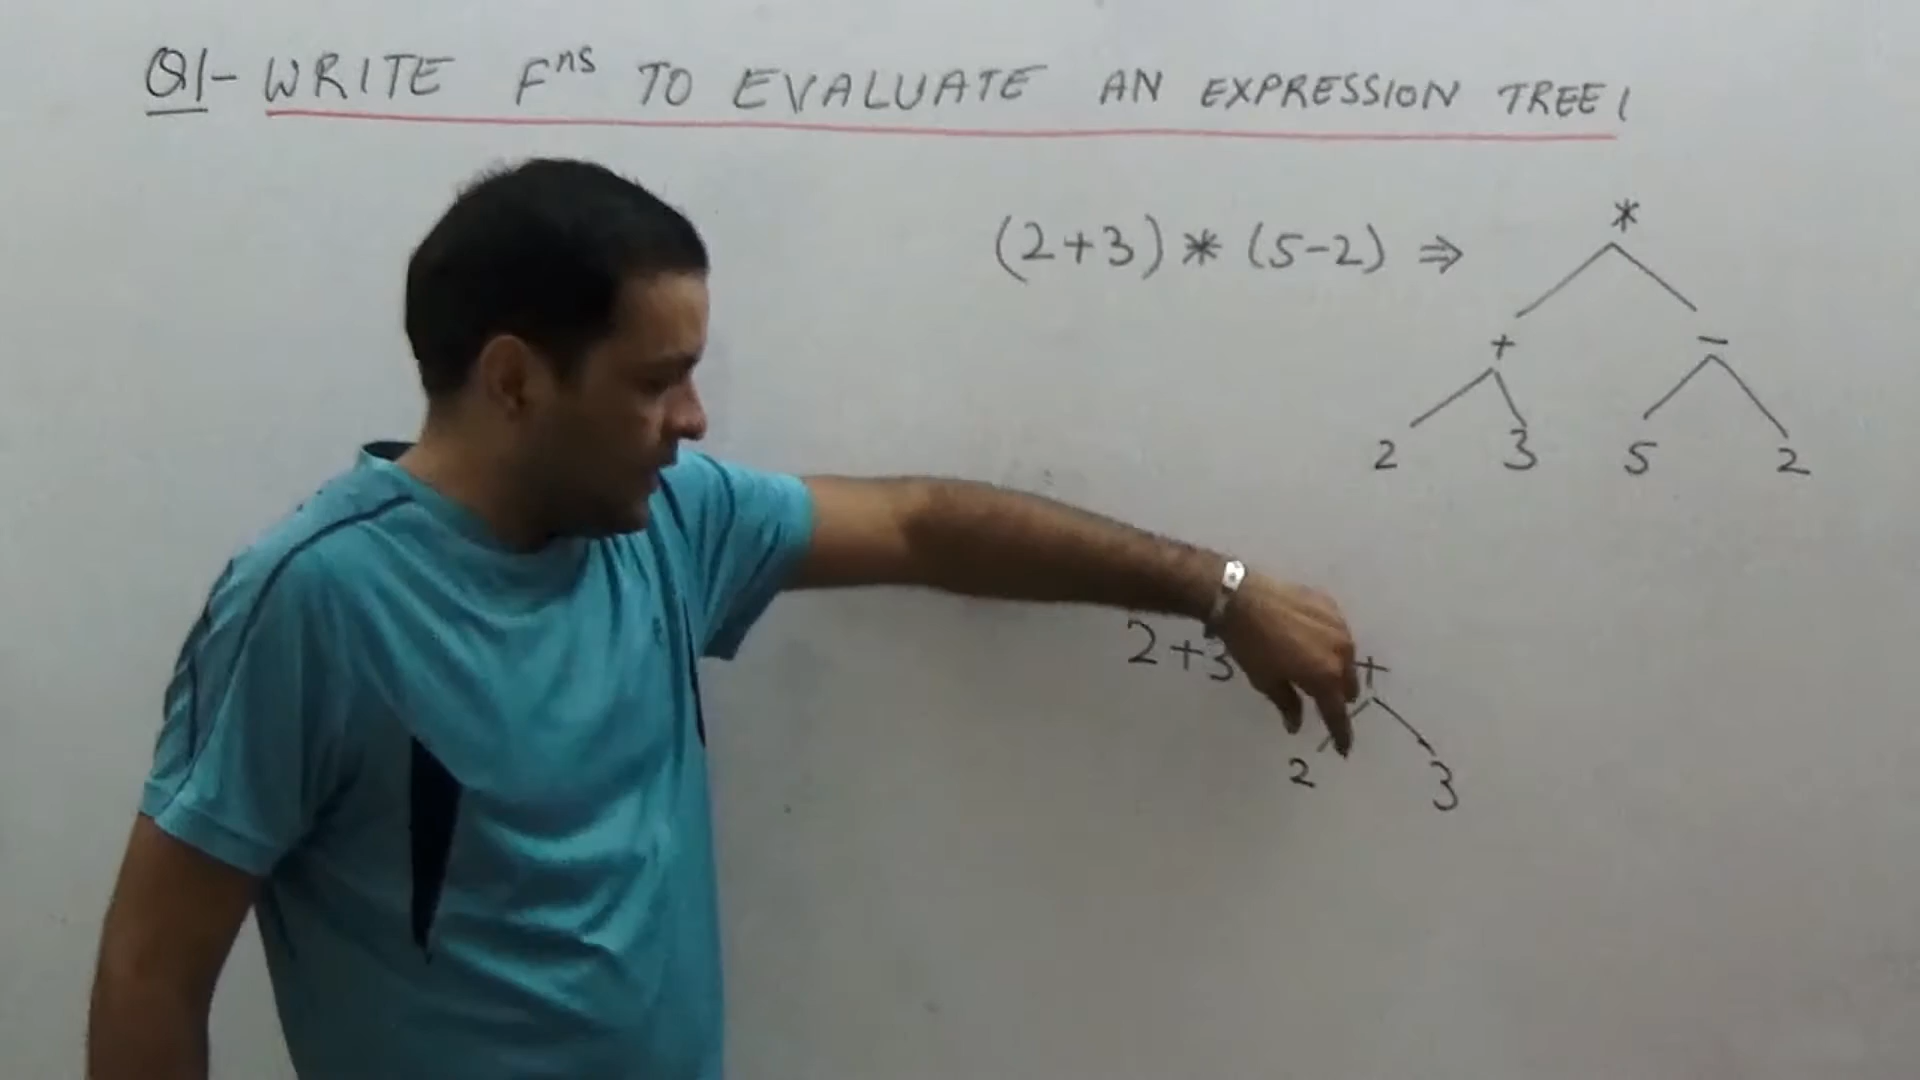 Q1- WRITE Fⁿˢ TO EVALUATE AN EXPRESSION TREE!
(2+3) * (5-2) ⇒
*
+ -
2 3 5 2
2+3 +
2 3